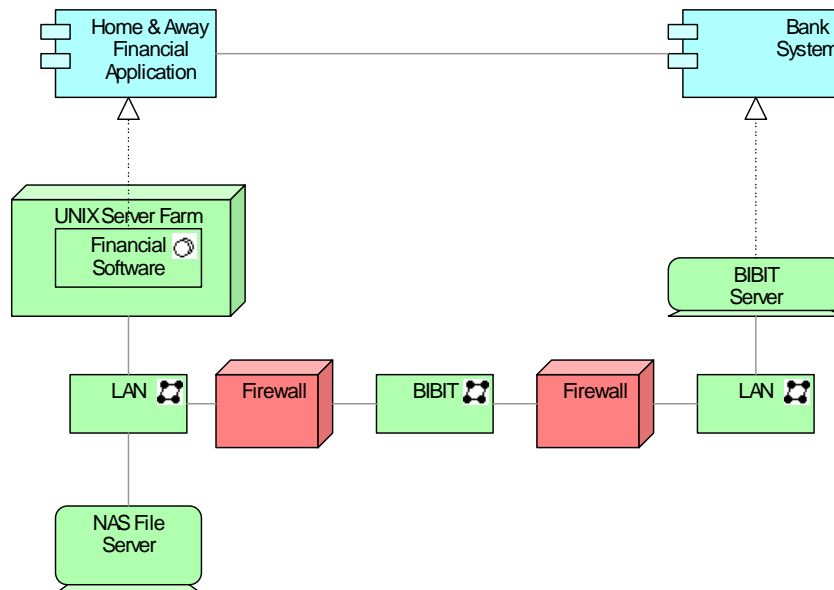 Home & Away
Financial
Application
Bank
System
UNIX Server Farm
Financial
Software
BIBIT
Server
LAN
Firewall
BIBIT
Firewall
LAN
NAS File
Server